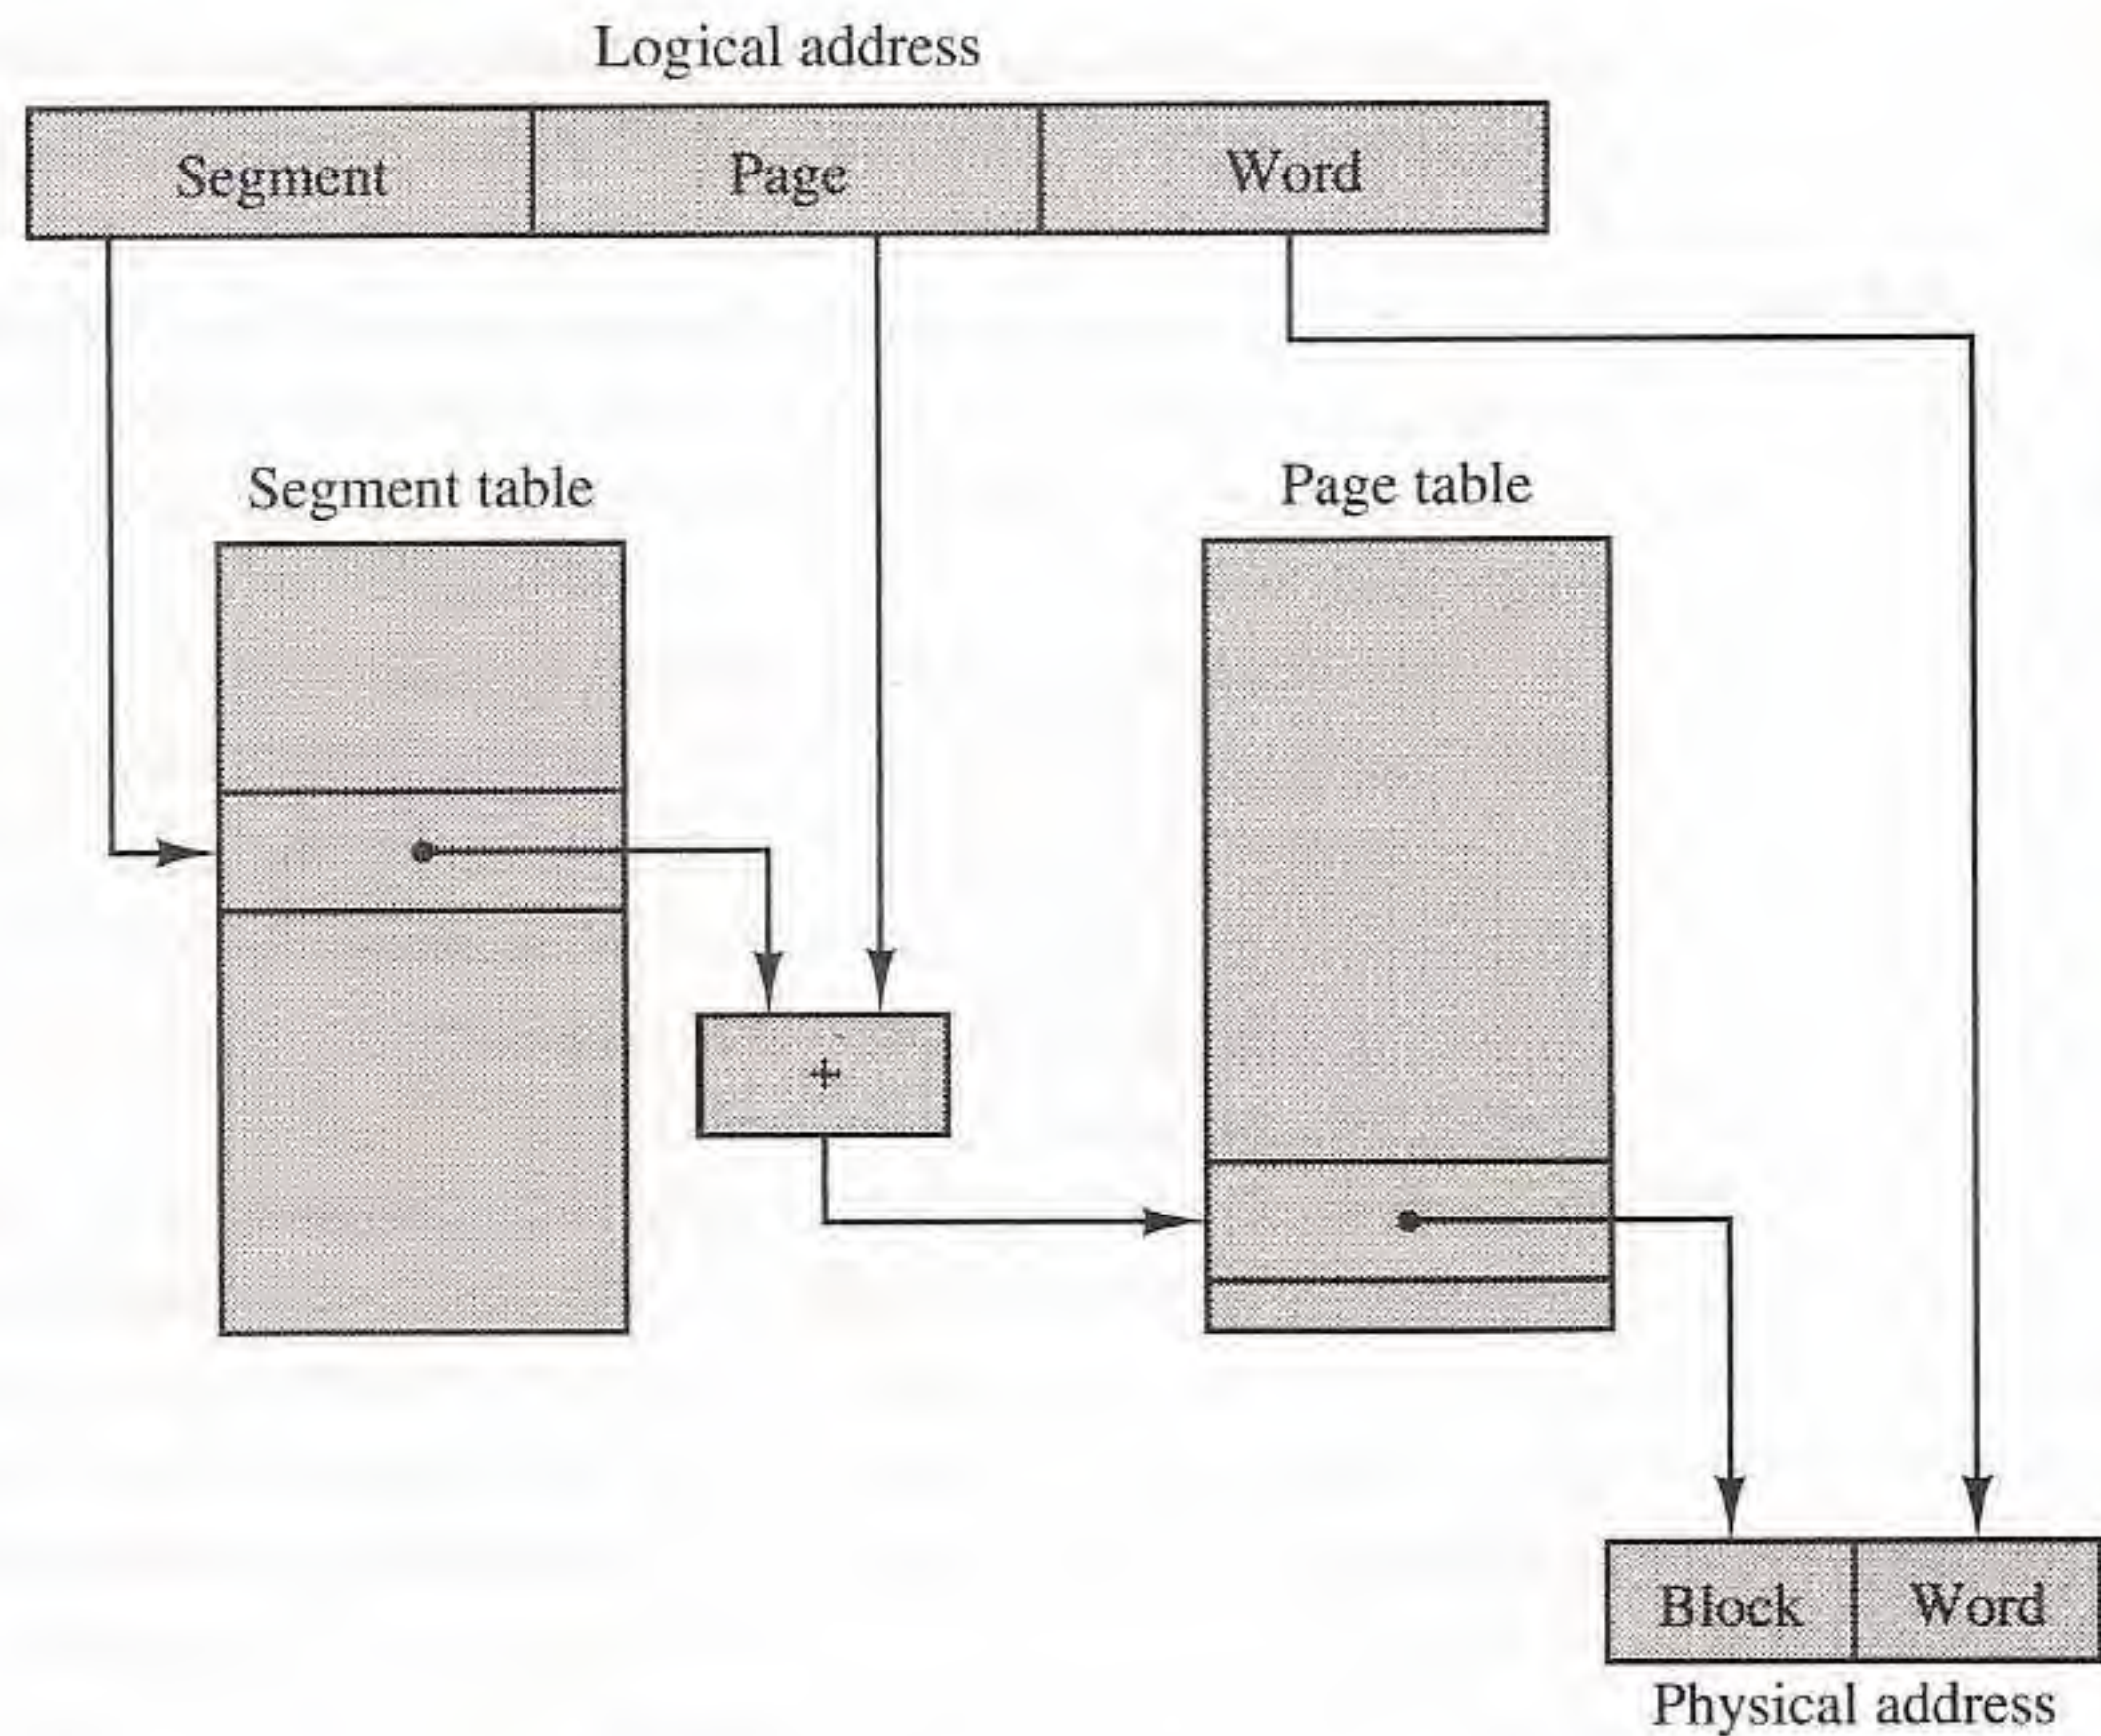 Logical address
Segment Page Word
Segment table Page table
+
Block Word
Physical address